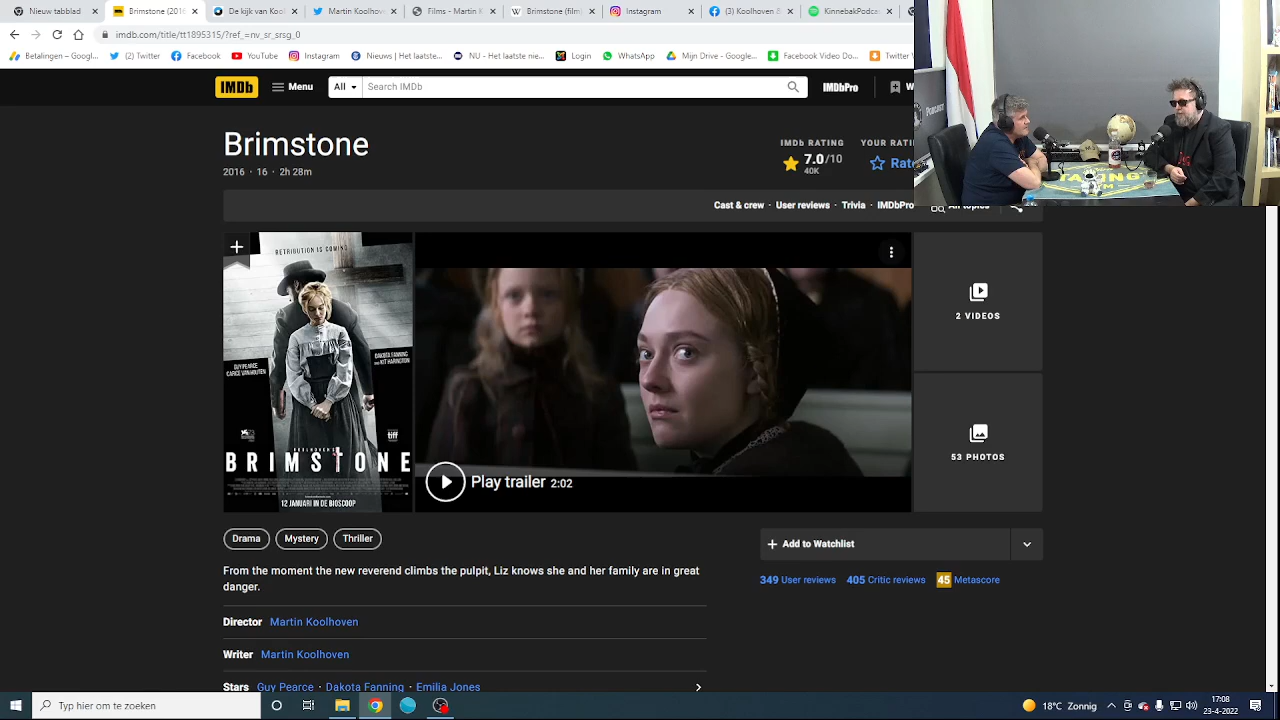 Nieuw tabblad
Brimstone (2016
De kijk van Kool
Martin Koolhov
Films - Martin K
Brimstone (film
Instagram
(3) Koolhoven B
KinnebakPodcas
imdb.com/title/tt1895315/?ref_=nv_sr_srsg_0
Betalingen – Googl...
(2) Twitter
Facebook
YouTube
Instagram
Nieuws | Het laatste...
NU - Het laatste nie...
Login
WhatsApp
Mijn Drive - Google...
Facebook Video Do...
Twitter
IMDb
Menu
All
Search IMDb
IMDbPro
W
Brimstone
2016 · 16 · 2h 28m
IMDb RATING
7.0/10
40K
YOUR RATI
Rate
Cast & crew · User reviews · Trivia · IMDbPro
All topics
RETRIBUTION IS COMING
GUY PEARCE
CARICE VAN HOUTEN
DAKOTA FANNING
AND KIT HARINGTON
tiff
KOOLHOVEN'S
BRIMSTONE
12 JANUARI IN DE BIOSCOOP
Play trailer 2:02
2 VIDEOS
53 PHOTOS
Drama
Mystery
Thriller
Add to Watchlist
From the moment the new reverend climbs the pulpit, Liz knows she and her family are in great
danger.
349 User reviews
405 Critic reviews
45 Metascore
Director Martin Koolhoven
Writer Martin Koolhoven
Stars Guy Pearce · Dakota Fanning · Emilia Jones
Typ hier om te zoeken
18°C Zonnig
17:08
23-4-2022